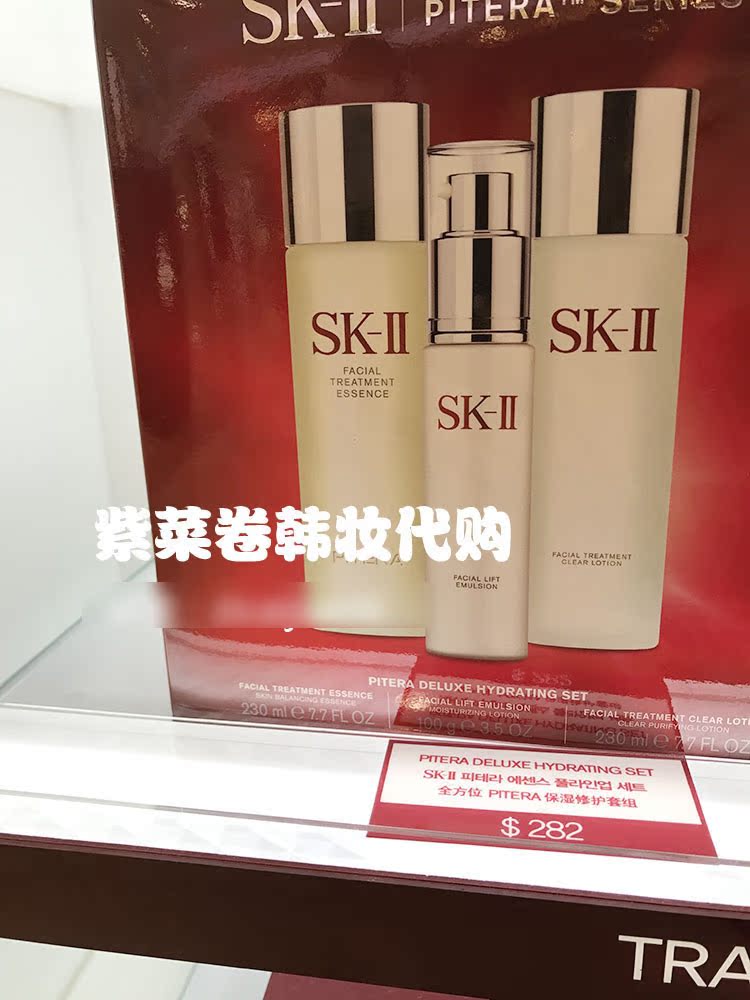 SK-II | PITERA™ SERIES
SK-II
FACIAL
TREATMENT
ESSENCE
SK-II
FACIAL LIFT
EMULSION
SK-II
FACIAL TREATMENT
CLEAR LOTION
紫菜卷韩妆代购
PITERA DELUXE HYDRATING SET
FACIAL TREATMENT ESSENCE
SKIN BALANCING ESSENCE
230 ml e 7.7 FL OZ
FACIAL LIFT EMULSION
MOISTURIZING LOTION
100 g e 3.5 OZ
FACIAL TREATMENT CLEAR LOTI
CLEAR PURIFYING LOTION
230 ml e 7.7 FL OZ
PITERA DELUXE HYDRATING SET
SK-II 피테라 에센스 풀라인업 세트
全方位 PITERA 保湿修护套组
$ 282
TRA